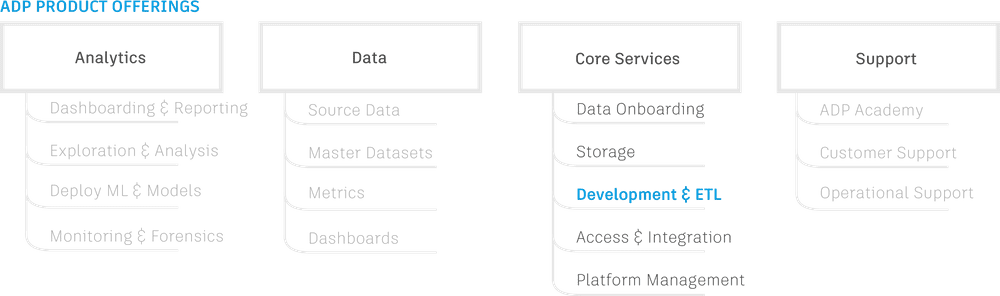 ADP PRODUCT OFFERINGS
Analytics
Dashboarding & Reporting
Exploration & Analysis
Deploy ML & Models
Monitoring & Forensics
Data
Source Data
Master Datasets
Metrics
Dashboards
Core Services
Data Onboarding
Storage
Development & ETL
Access & Integration
Platform Management
Support
ADP Academy
Customer Support
Operational Support